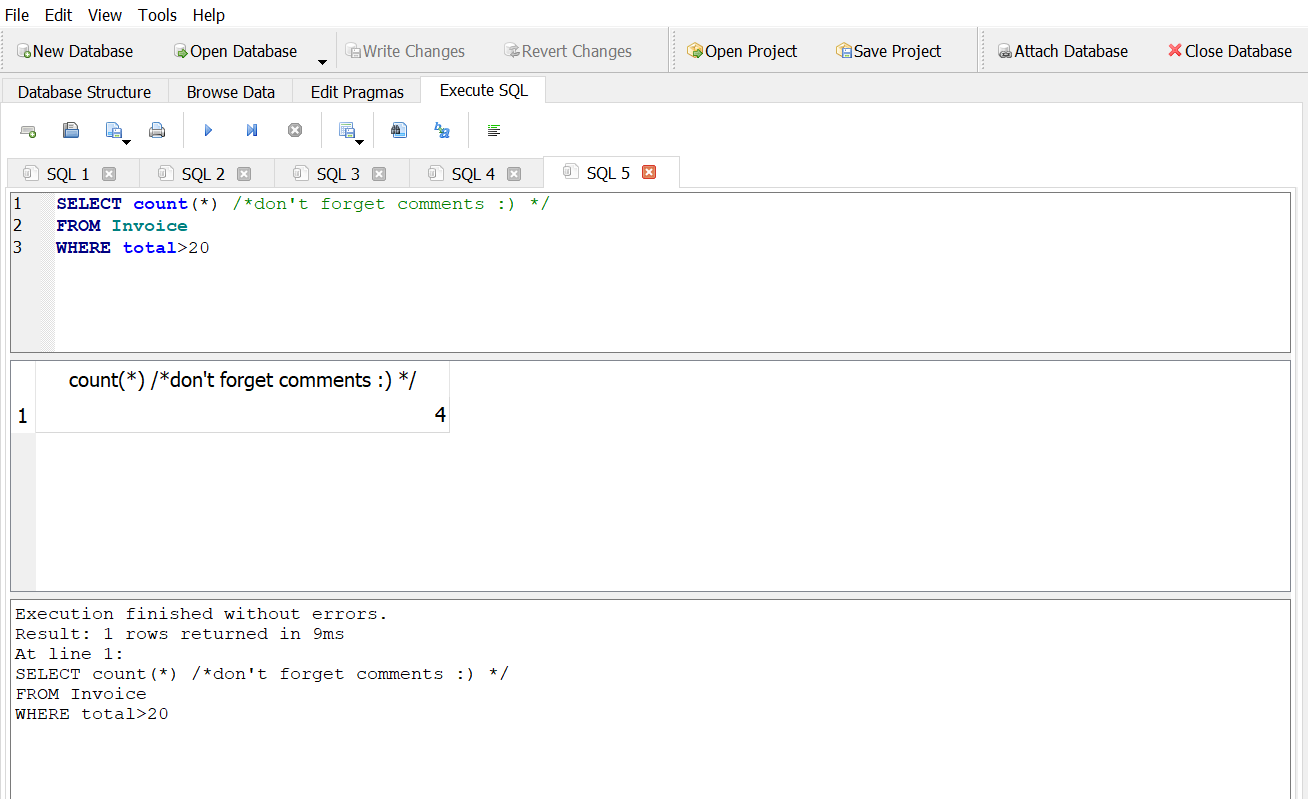 File Edit View Tools Help
New Database Open Database Write Changes Revert Changes Open Project Save Project Attach Database Close Database
Database Structure Browse Data Edit Pragmas Execute SQL
SQL 1 SQL 2 SQL 3 SQL 4 SQL 5
1 SELECT count(*) /*don't forget comments :) */
2 FROM Invoice
3 WHERE total>20
count(*) /*don't forget comments :) */
1 4
Execution finished without errors.
Result: 1 rows returned in 9ms
At line 1:
SELECT count(*) /*don't forget comments :) */
FROM Invoice
WHERE total>20